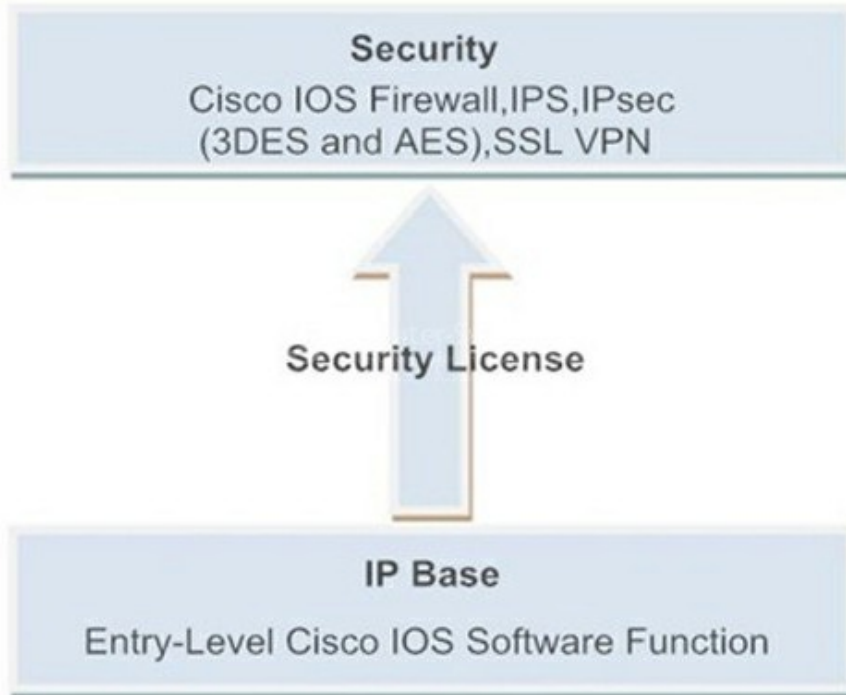 Security
Cisco IOS Firewall,IPS,IPsec
(3DES and AES),SSL VPN
Security License
IP Base
Entry-Level Cisco IOS Software Function